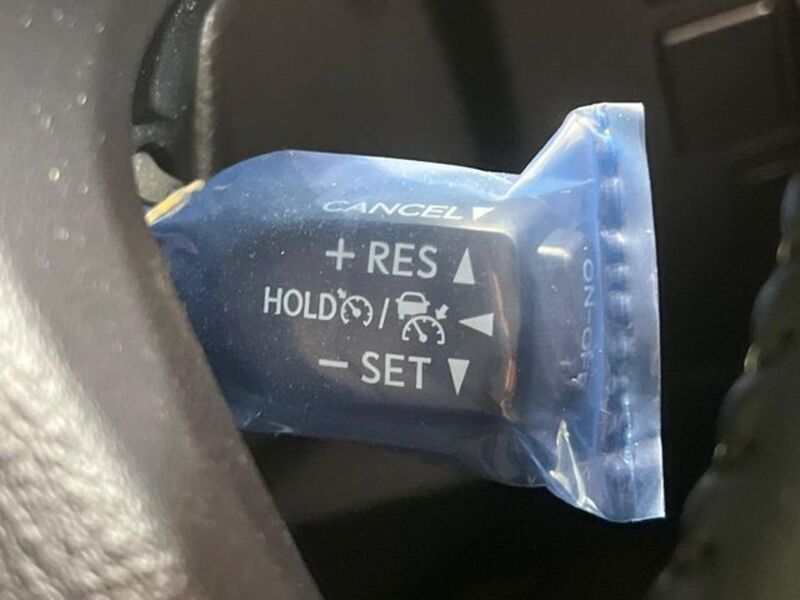 CANCEL
+ RES
HOLD /
− SET
ON-OFF